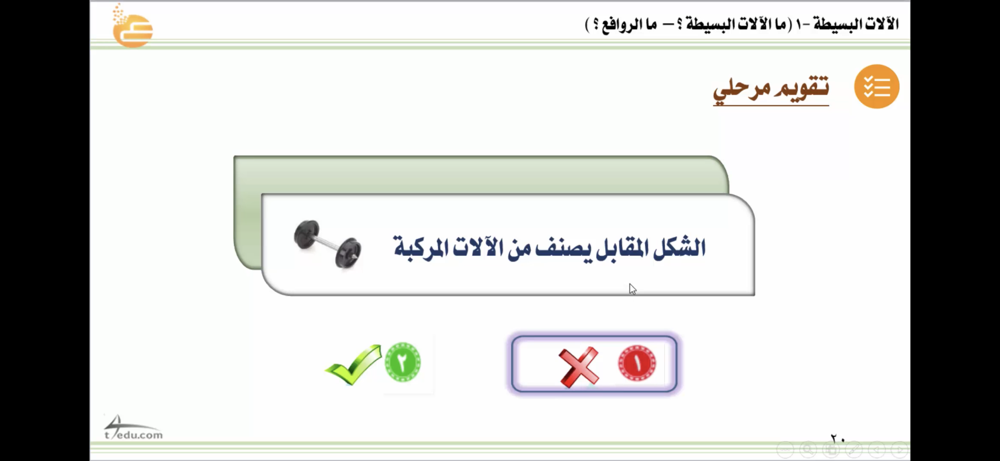 الآلات البسيطة -١ (ما الآلات البسيطة ؟ – ما الروافع ؟ )
تقويم مرحلي
الشكل المقابل يصنف من الآلات المركبة
١
٢
t4edu.com
٢٠